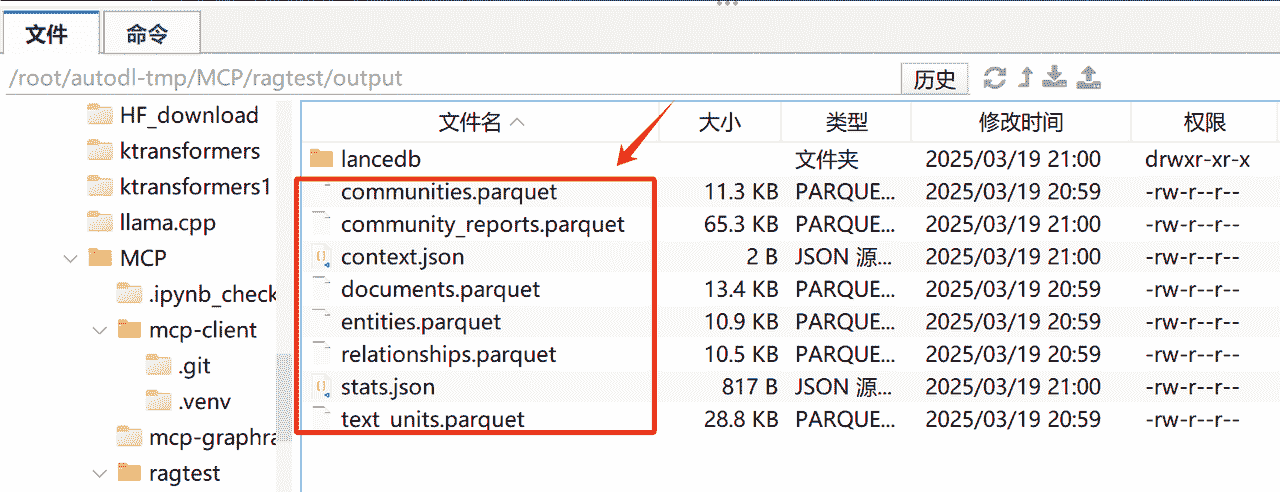 文件 命令
/root/autodl-tmp/MCP/ragtest/output 历史
HF_download
ktransformers
ktransformers1
llama.cpp
MCP
.ipynb_check
mcp-client
.git
.venv
mcp-graphra
ragtest
文件名 大小 类型 修改时间 权限
lancedb 文件夹 2025/03/19 21:00 drwxr-xr-x
communities.parquet 11.3 KB PARQUE... 2025/03/19 20:59 -rw-r--r--
community_reports.parquet 65.3 KB PARQUE... 2025/03/19 21:00 -rw-r--r--
context.json 2 B JSON 源... 2025/03/19 21:00 -rw-r--r--
documents.parquet 13.4 KB PARQUE... 2025/03/19 20:59 -rw-r--r--
entities.parquet 10.9 KB PARQUE... 2025/03/19 20:59 -rw-r--r--
relationships.parquet 10.5 KB PARQUE... 2025/03/19 20:59 -rw-r--r--
stats.json 817 B JSON 源... 2025/03/19 21:00 -rw-r--r--
text_units.parquet 28.8 KB PARQUE... 2025/03/19 20:59 -rw-r--r--